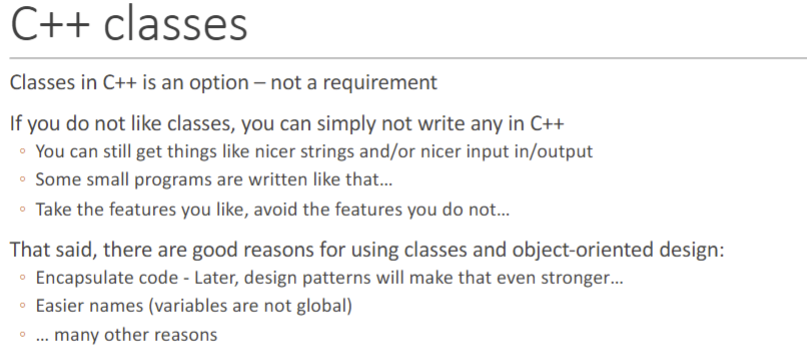 C++ classes
Classes in C++ is an option – not a requirement
If you do not like classes, you can simply not write any in C++
◦ You can still get things like nicer strings and/or nicer input in/output
◦ Some small programs are written like that…
◦ Take the features you like, avoid the features you do not…
That said, there are good reasons for using classes and object-oriented design:
◦ Encapsulate code - Later, design patterns will make that even stronger…
◦ Easier names (variables are not global)
◦ … many other reasons